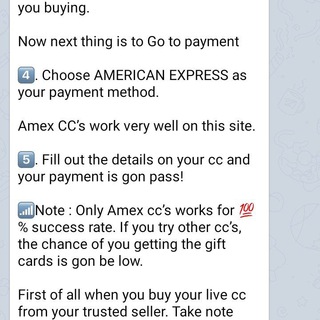 you buying.
Now next thing is to Go to payment
4️⃣. Choose AMERICAN EXPRESS as
your payment method.
Amex CC’s work very well on this site.
5️⃣. Fill out the details on your cc and
your payment is gon pass!
📶Note : Only Amex cc’s works for 💯
% success rate. If you try other cc’s,
the chance of you getting the gift
cards is gon be low.
First of all when you buy your live cc
from your trusted seller. Take note